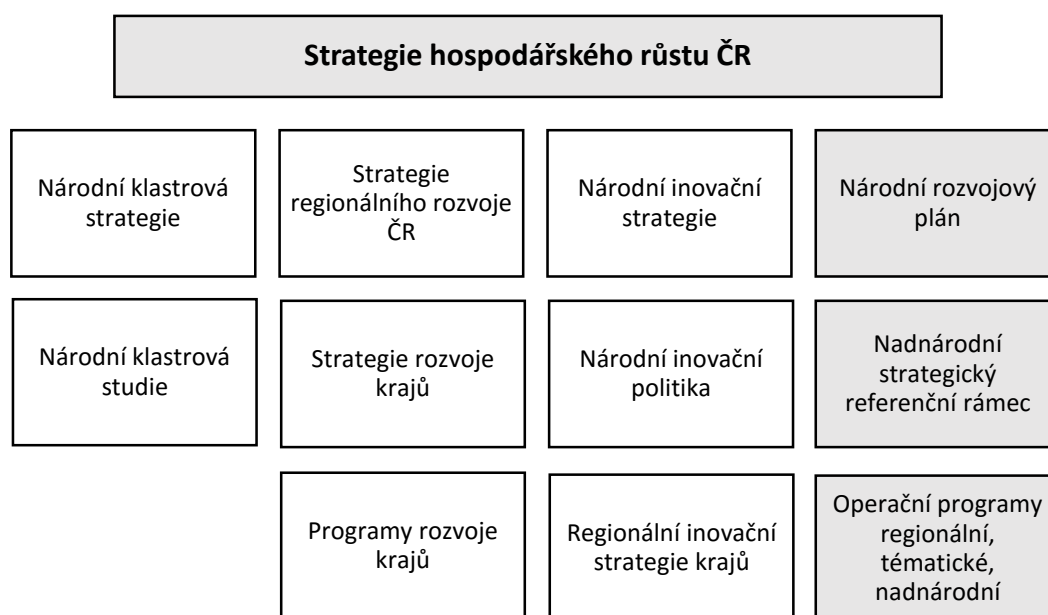 Strategie hospodářského růstu ČR
Národní klastrová
strategie
Strategie
regionálního rozvoje
ČR
Národní inovační
strategie
Národní rozvojový
plán
Národní klastrová
studie
Strategie rozvoje
krajů
Národní inovační
politika
Nadnárodní
strategický
referenční rámec
Programy rozvoje
krajů
Regionální inovační
strategie krajů
Operační programy
regionální,
tématické,
nadnárodní